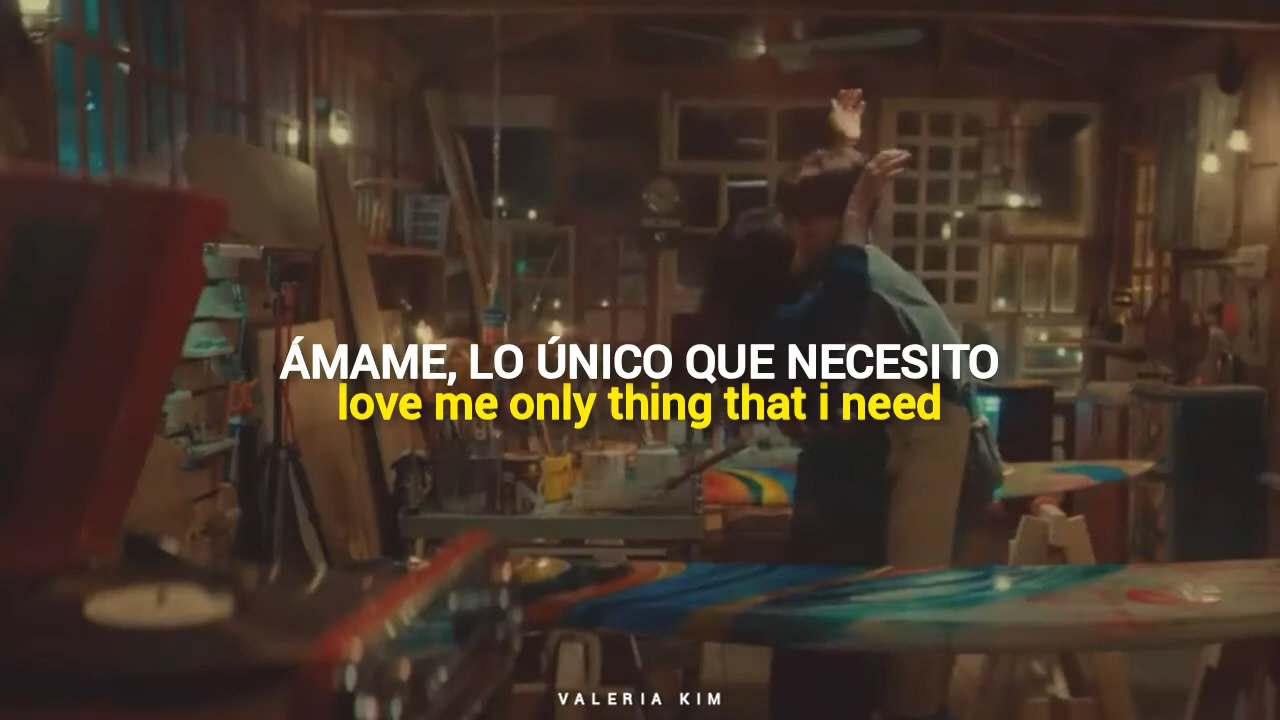 ÁMAME, LO ÚNICO QUE NECESITO
love me only thing that i need
VALERIA KIM